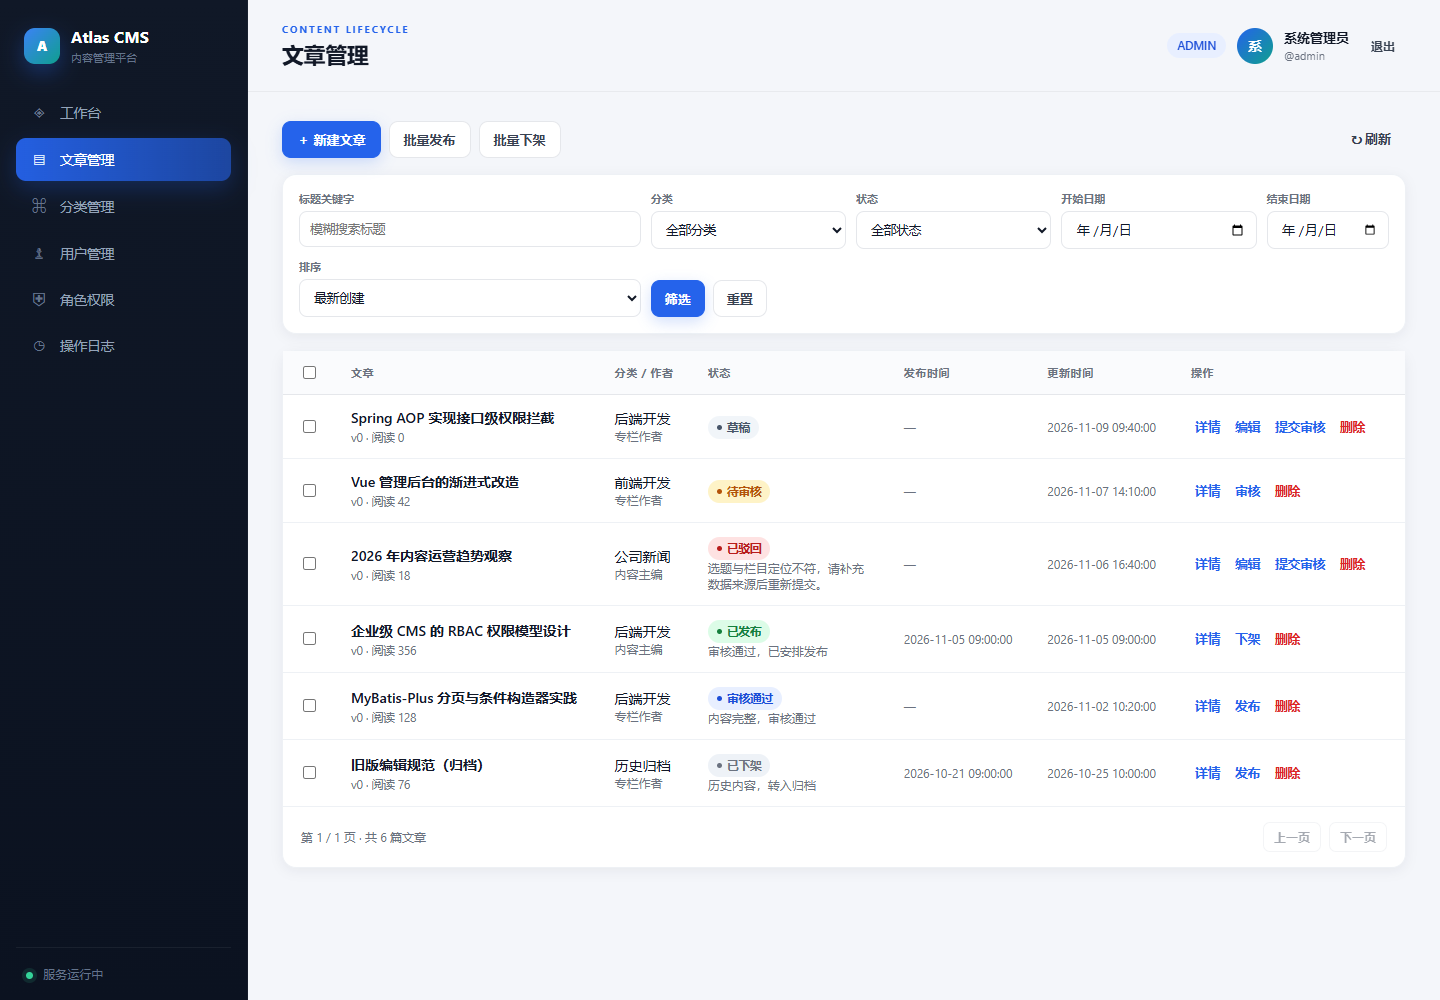 A
Atlas CMS
内容管理平台
工作台
文章管理
分类管理
用户管理
角色权限
操作日志
服务运行中
CONTENT LIFECYCLE
文章管理
ADMIN
系
系统管理员
@admin
退出
+ 新建文章
批量发布
批量下架
↻ 刷新
标题关键字
分类
状态
开始日期
结束日期
模糊搜索标题
全部分类
全部状态
年 /月/日
年 /月/日
排序
最新创建
筛选
重置
文章
分类 / 作者
状态
发布时间
更新时间
操作
Spring AOP 实现接口级权限拦截
v0 · 阅读 0
后端开发
专栏作者
草稿
—
2026-11-09 09:40:00
详情 编辑 提交审核 删除
Vue 管理后台的渐进式改造
v0 · 阅读 42
前端开发
专栏作者
待审核
—
2026-11-07 14:10:00
详情 审核 删除
2026 年内容运营趋势观察
v0 · 阅读 18
公司新闻
内容主编
已驳回
选题与栏目定位不符，请补充
数据来源后重新提交。
—
2026-11-06 16:40:00
详情 编辑 提交审核 删除
企业级 CMS 的 RBAC 权限模型设计
v0 · 阅读 356
后端开发
内容主编
已发布
审核通过，已安排发布
2026-11-05 09:00:00
2026-11-05 09:00:00
详情 下架 删除
MyBatis-Plus 分页与条件构造器实践
v0 · 阅读 128
后端开发
专栏作者
审核通过
内容完整，审核通过
—
2026-11-02 10:20:00
详情 发布 删除
旧版编辑规范（归档）
v0 · 阅读 76
历史归档
专栏作者
已下架
历史内容，转入归档
2026-10-21 09:00:00
2026-10-25 10:00:00
详情 发布 删除
第 1 / 1 页 · 共 6 篇文章
上一页
下一页